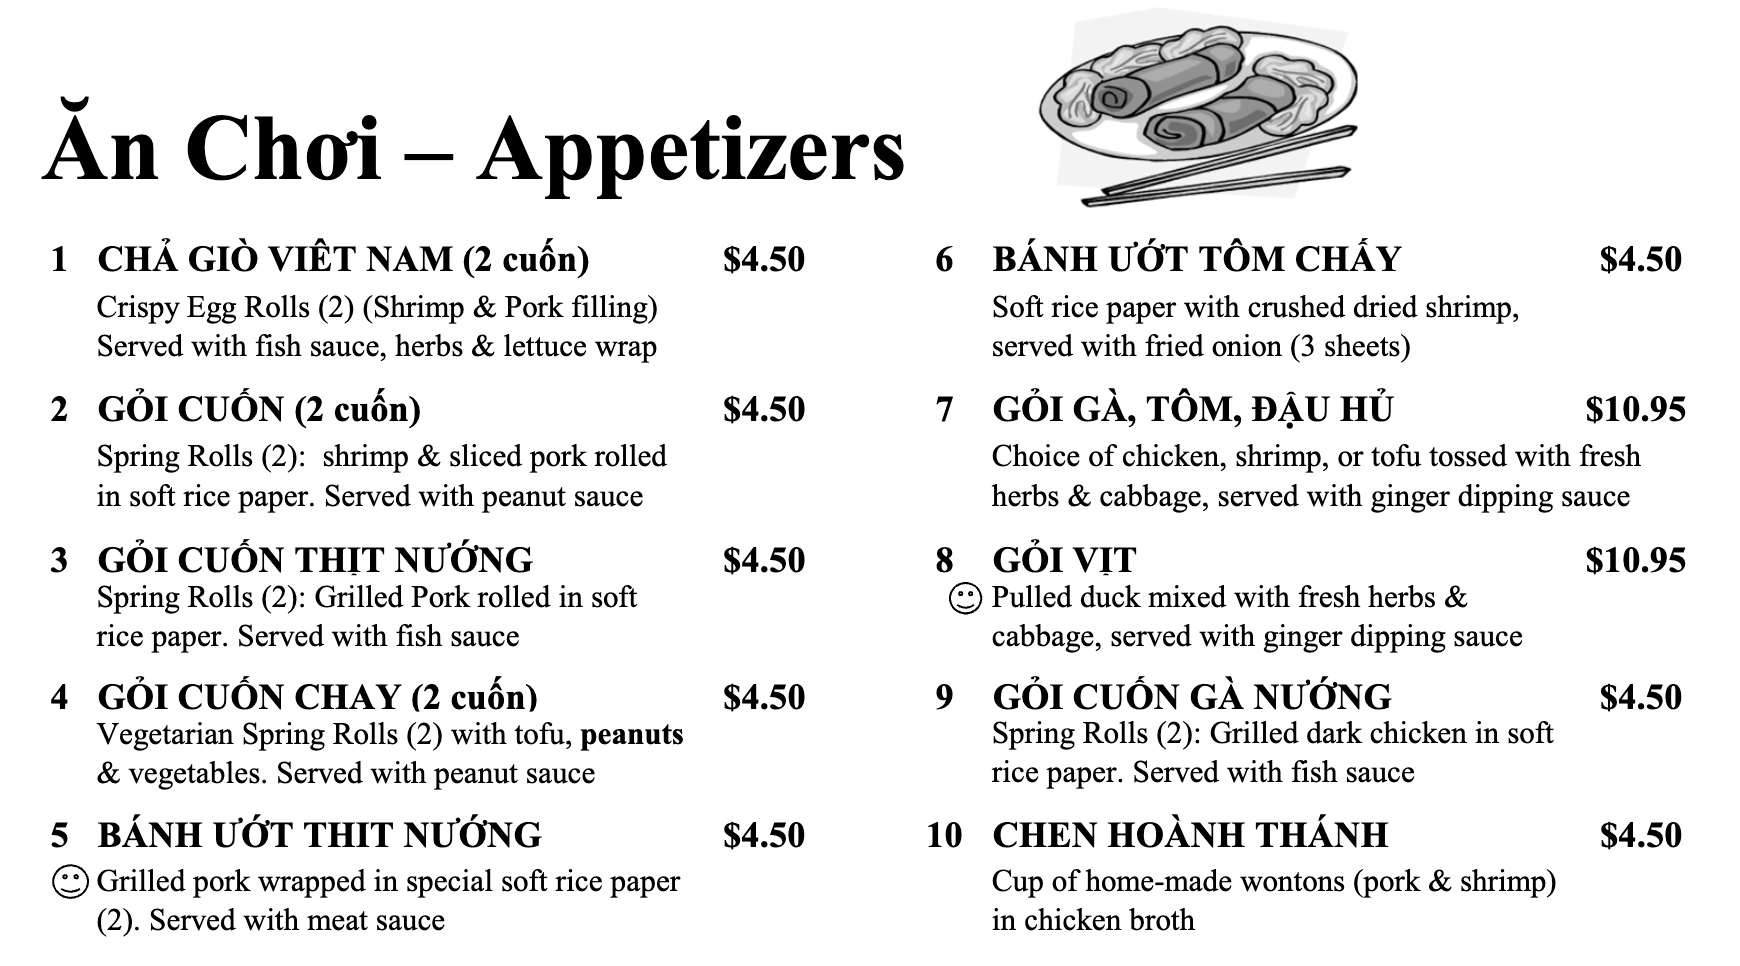 Ăn Chơi – Appetizers
1 CHẢ GIÒ VIÊT NAM (2 cuốn) $4.50
Crispy Egg Rolls (2) (Shrimp & Pork filling)
Served with fish sauce, herbs & lettuce wrap
2 GỎI CUỐN (2 cuốn) $4.50
Spring Rolls (2):  shrimp & sliced pork rolled
in soft rice paper. Served with peanut sauce
3 GỎI CUỐN THỊT NƯỚNG $4.50
Spring Rolls (2): Grilled Pork rolled in soft
rice paper. Served with fish sauce
4 GỎI CUỐN CHAY (2 cuốn) $4.50
Vegetarian Spring Rolls (2) with tofu, peanuts
& vegetables. Served with peanut sauce
5 BÁNH ƯỚT THIT NƯỚNG $4.50
Grilled pork wrapped in special soft rice paper
(2). Served with meat sauce
6 BÁNH ƯỚT TÔM CHẤY $4.50
Soft rice paper with crushed dried shrimp,
served with fried onion (3 sheets)
7 GỎI GÀ, TÔM, ĐẬU HỦ $10.95
Choice of chicken, shrimp, or tofu tossed with fresh
herbs & cabbage, served with ginger dipping sauce
8 GỎI VỊT $10.95
Pulled duck mixed with fresh herbs &
cabbage, served with ginger dipping sauce
9 GỎI CUỐN GÀ NƯỚNG $4.50
Spring Rolls (2): Grilled dark chicken in soft
rice paper. Served with fish sauce
10 CHEN HOÀNH THÁNH $4.50
Cup of home-made wontons (pork & shrimp)
in chicken broth